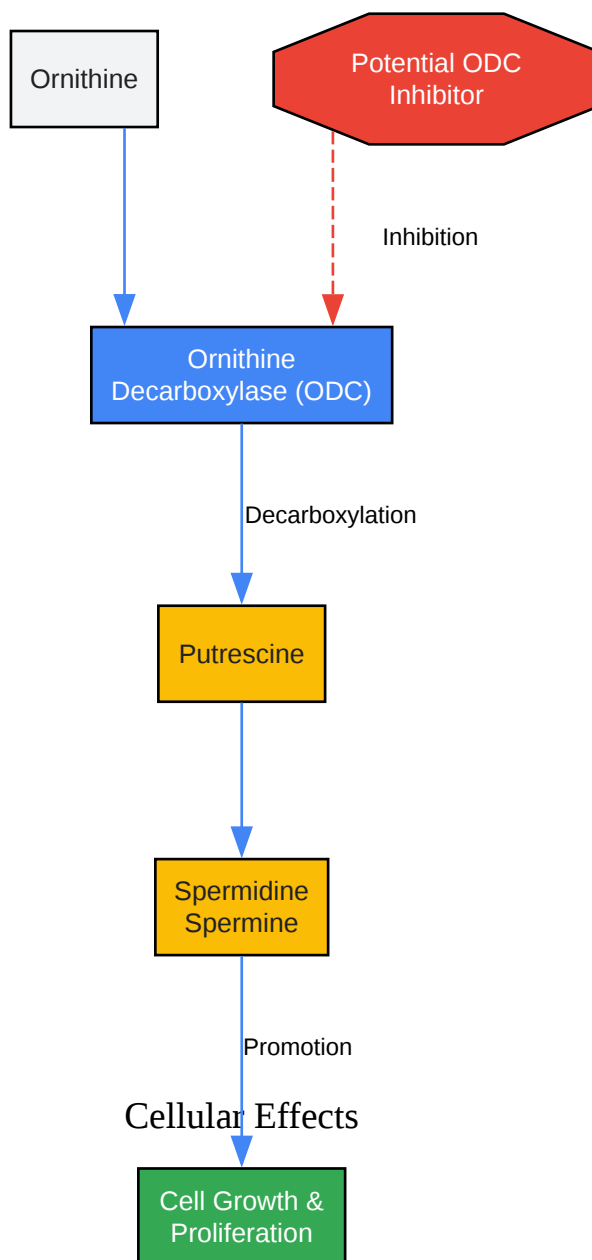 Ornithine
Potential ODC
Inhibitor
Inhibition
Ornithine
Decarboxylase (ODC)
Decarboxylation
Putrescine
Spermidine
Spermine
Promotion
Cellular Effects
Cell Growth &
Proliferation